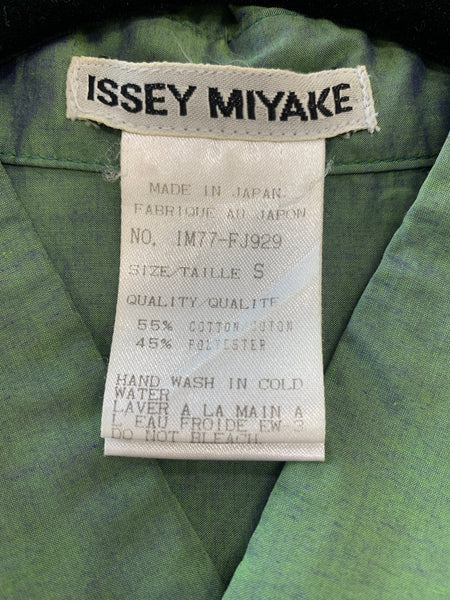 ISSEY MIYAKE
MADE IN JAPAN
FABRIQUE AU JAPON
NO. IM77-FJ929
SIZE/TAILLE S
QUALITY/QUALITE
55% COTTON/COTON
45% POLYESTER
HAND WASH IN COLD
WATER
LAVER A LA MAIN A
L EAU FROIDE EW-3
DO NOT BLEACH